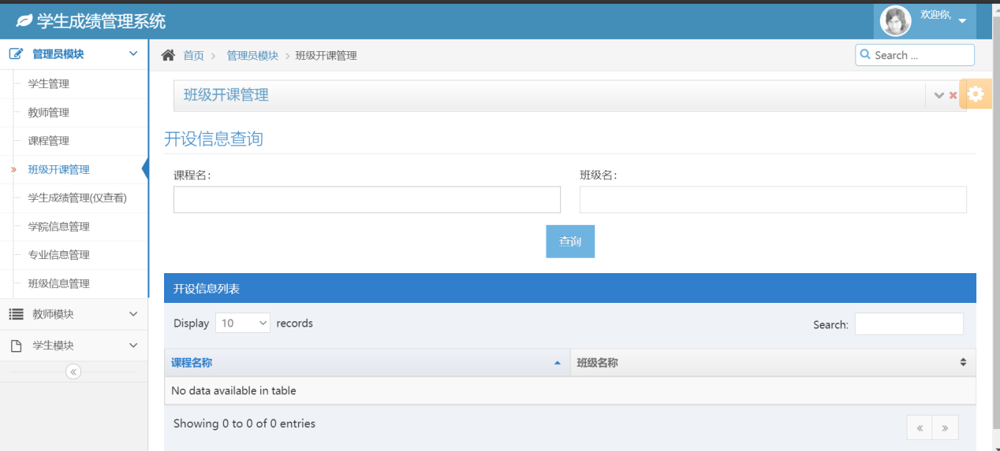 学生成绩管理系统
欢迎你,
管理员模块
首页 > 管理员模块 > 班级开课管理
Search ...
学生管理
教师管理
课程管理
班级开课管理
学生成绩管理(仅查看)
学院信息管理
专业信息管理
班级信息管理
教师模块
学生模块
班级开课管理
开设信息查询
课程名:
班级名:
查询
开设信息列表
Display 10 records
Search:
课程名称
班级名称
No data available in table
Showing 0 to 0 of 0 entries
« »